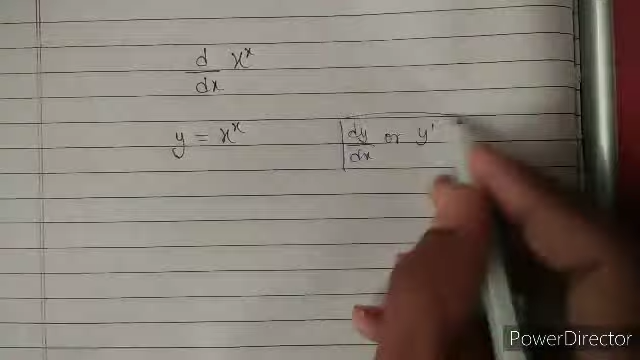 d/dx x^x
y = x^x
dy/dx or y'
PowerDirector